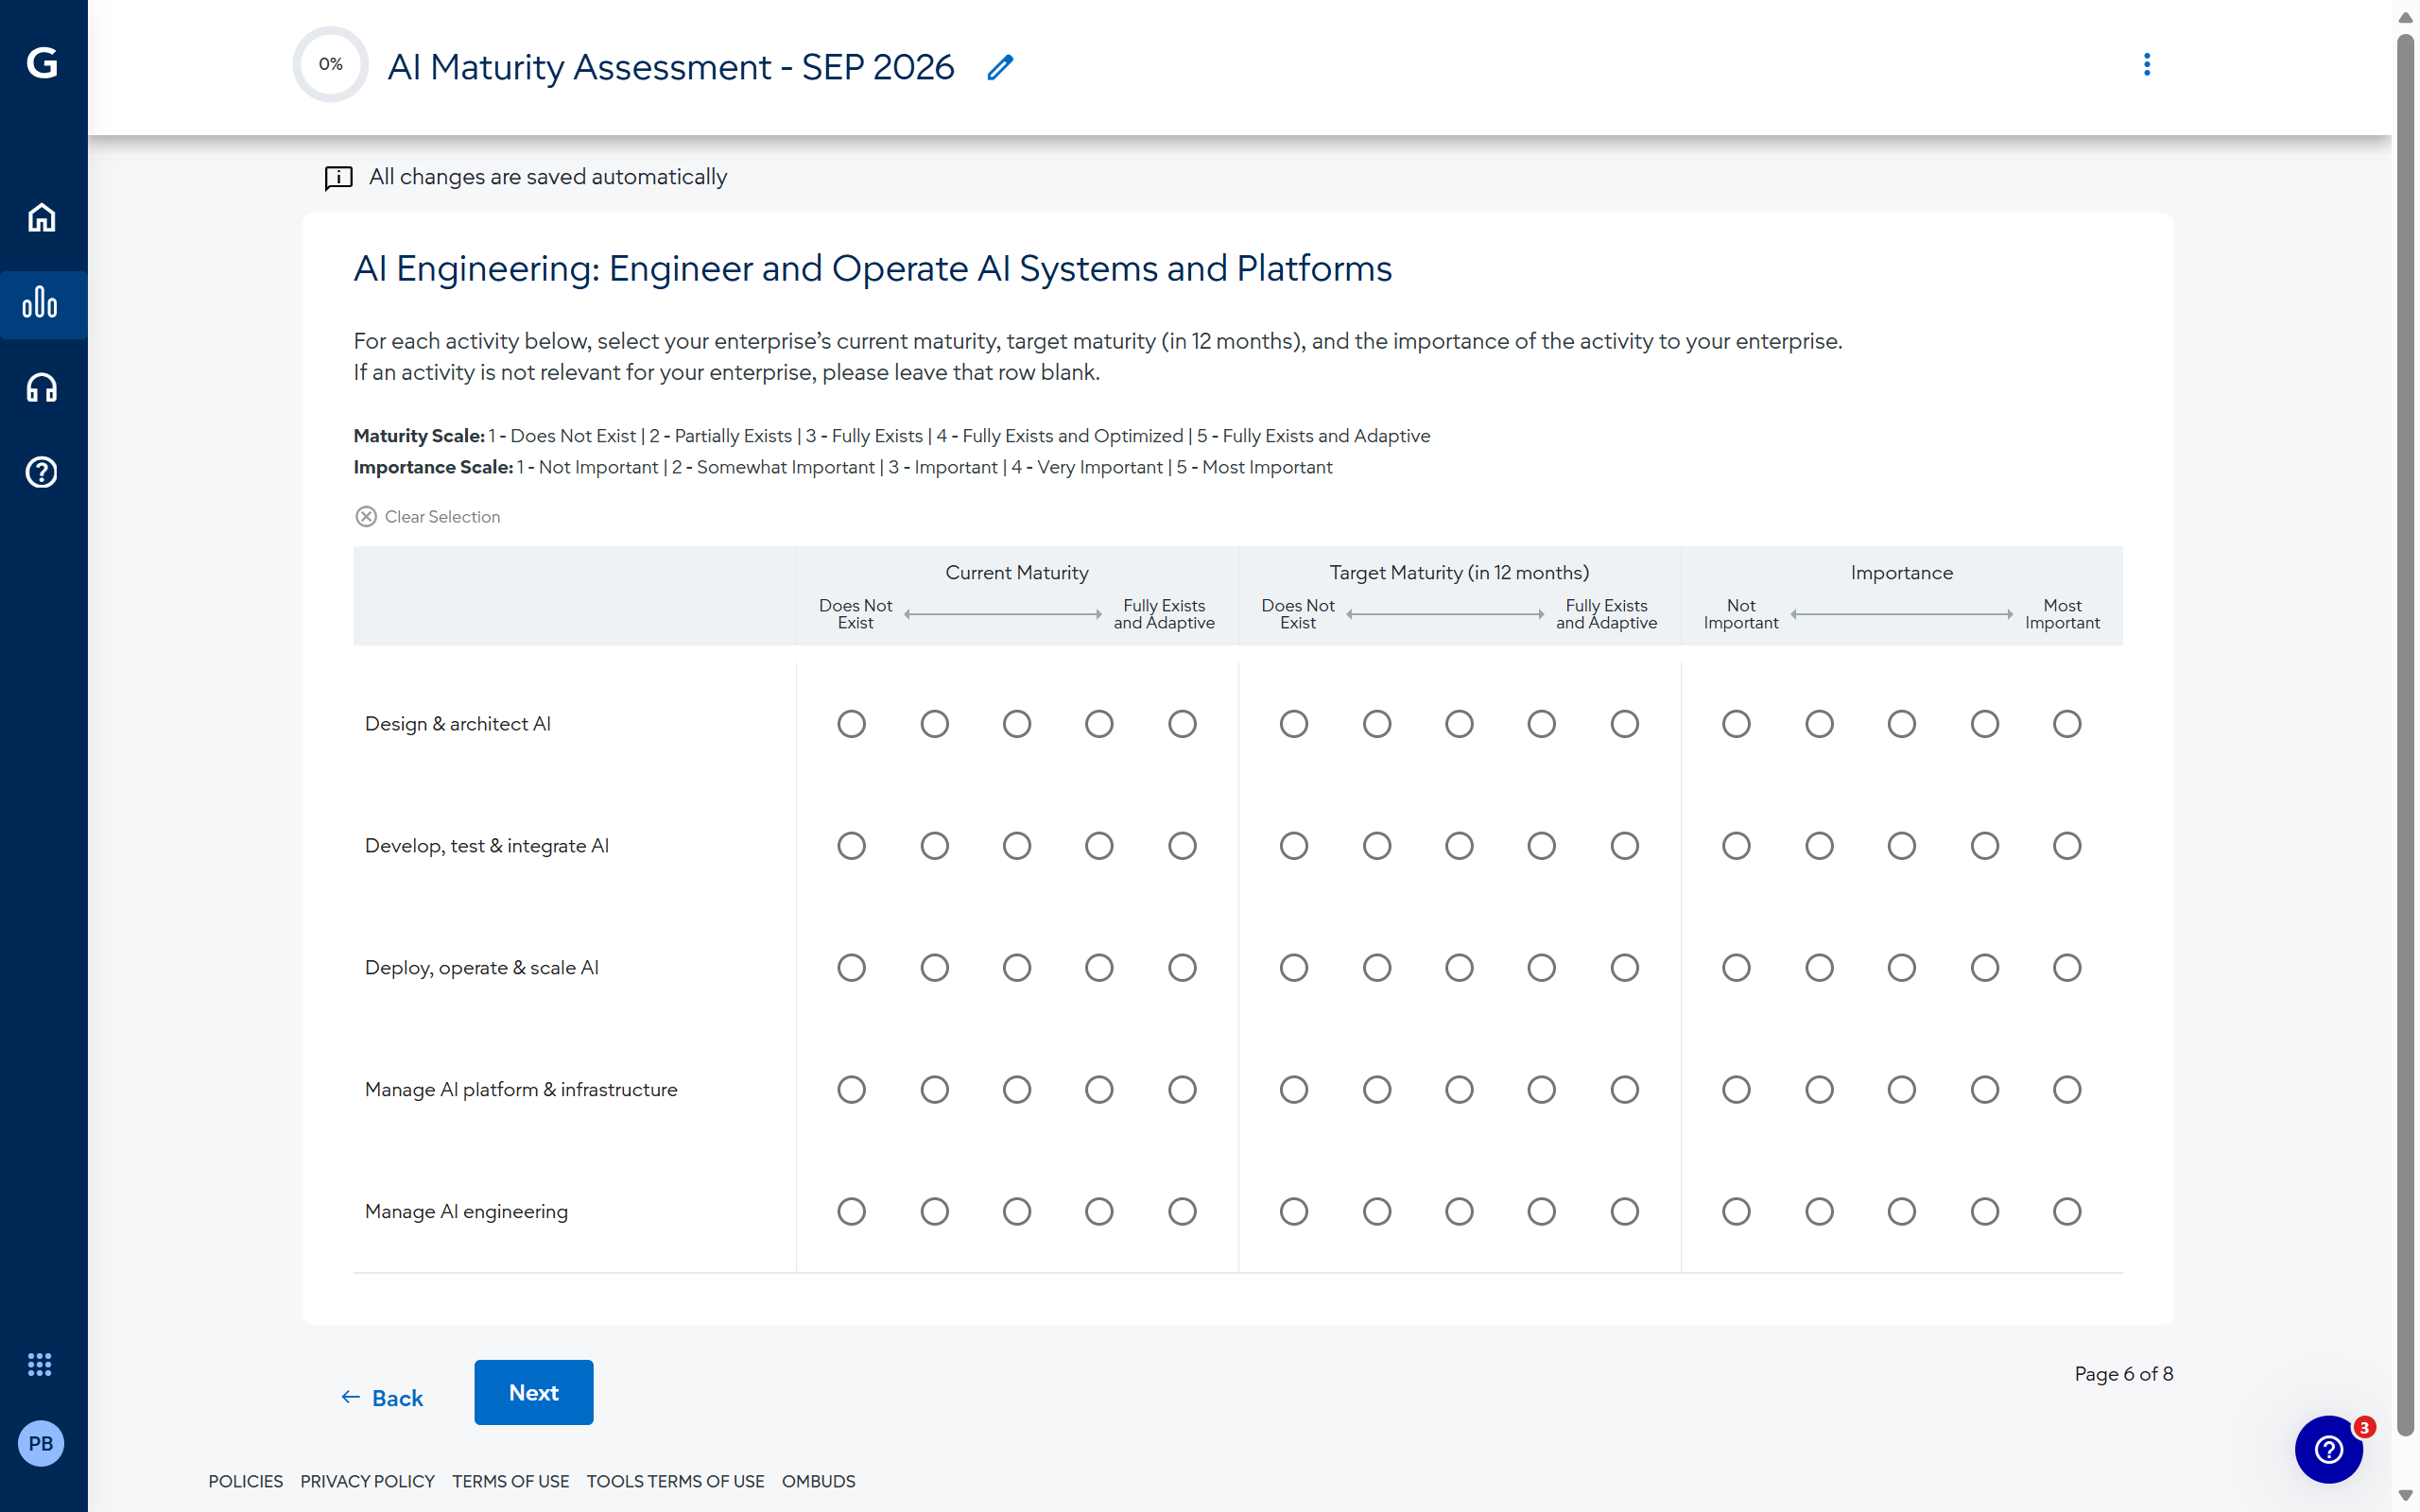 G
0%
AI Maturity Assessment - SEP 2026
All changes are saved automatically
AI Engineering: Engineer and Operate AI Systems and Platforms
For each activity below, select your enterprise’s current maturity, target maturity (in 12 months), and the importance of the activity to your enterprise.
If an activity is not relevant for your enterprise, please leave that row blank.
Maturity Scale: 1 - Does Not Exist | 2 - Partially Exists | 3 - Fully Exists | 4 - Fully Exists and Optimized | 5 - Fully Exists and Adaptive
Importance Scale: 1 - Not Important | 2 - Somewhat Important | 3 - Important | 4 - Very Important | 5 - Most Important
Clear Selection
Current Maturity
Does Not
Exist
Fully Exists
and Adaptive
Target Maturity (in 12 months)
Does Not
Exist
Fully Exists
and Adaptive
Importance
Not
Important
Most
Important
Design & architect AI
Develop, test & integrate AI
Deploy, operate & scale AI
Manage AI platform & infrastructure
Manage AI engineering
Back
Next
Page 6 of 8
3
PB
POLICIES PRIVACY POLICY TERMS OF USE TOOLS TERMS OF USE OMBUDS